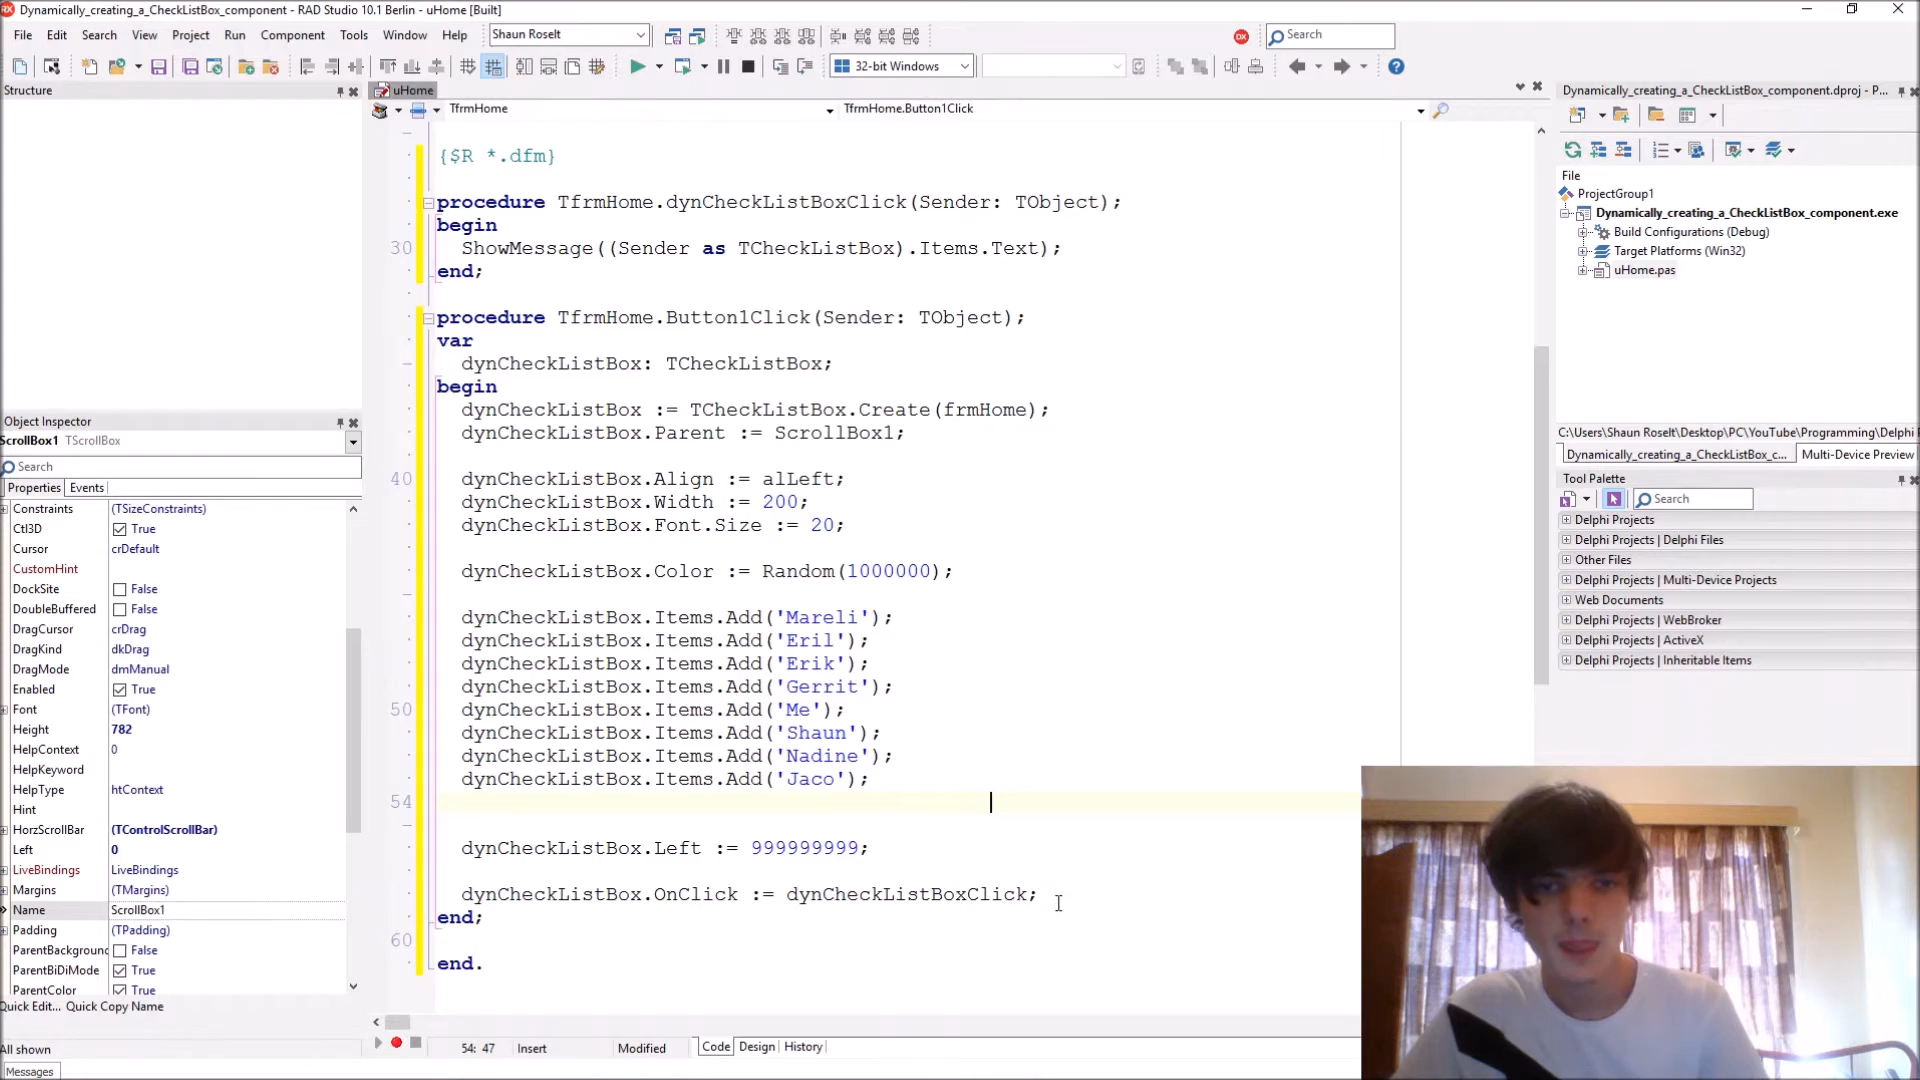 Dynamically_creating_a_CheckListBox_component - RAD Studio 10.1 Berlin - uHome [Built]
File Edit Search View Project Run Component Tools Window Help Shaun Roselt Search
32-bit Windows
Structure
uHome
TfrmHome TfrmHome.Button1Click
{$R *.dfm}
procedure TfrmHome.dynCheckListBoxClick(Sender: TObject);
begin
30 ShowMessage((Sender as TCheckListBox).Items.Text);
end;
procedure TfrmHome.Button1Click(Sender: TObject);
var
dynCheckListBox: TCheckListBox;
begin
dynCheckListBox := TCheckListBox.Create(frmHome);
dynCheckListBox.Parent := ScrollBox1;
40 dynCheckListBox.Align := alLeft;
dynCheckListBox.Width := 200;
dynCheckListBox.Font.Size := 20;
dynCheckListBox.Color := Random(1000000);
dynCheckListBox.Items.Add('Mareli');
dynCheckListBox.Items.Add('Eril');
dynCheckListBox.Items.Add('Erik');
dynCheckListBox.Items.Add('Gerrit');
50 dynCheckListBox.Items.Add('Me');
dynCheckListBox.Items.Add('Shaun');
dynCheckListBox.Items.Add('Nadine');
dynCheckListBox.Items.Add('Jaco');
54
dynCheckListBox.Left := 999999999;
dynCheckListBox.OnClick := dynCheckListBoxClick;
end;
60
end.
54: 47 Insert Modified Code Design History
Object Inspector
ScrollBox1 TScrollBox
Search
Properties Events
Constraints (TSizeConstraints)
Ctl3D True
Cursor crDefault
CustomHint
DockSite False
DoubleBuffered False
DragCursor crDrag
DragKind dkDrag
DragMode dmManual
Enabled True
Font (TFont)
Height 782
HelpContext 0
HelpKeyword
HelpType htContext
Hint
HorzScrollBar (TControlScrollBar)
Left 0
LiveBindings LiveBindings
Margins (TMargins)
Name ScrollBox1
Padding (TPadding)
ParentBackground False
ParentBiDiMode True
ParentColor True
Quick Edit... Quick Copy Name
All shown
Messages
Dynamically_creating_a_CheckListBox_component.dproj - P...
File
ProjectGroup1
Dynamically_creating_a_CheckListBox_component.exe
Build Configurations (Debug)
Target Platforms (Win32)
uHome.pas
C:\Users\Shaun Roselt\Desktop\PC\YouTube\Programming\Delphi
Dynamically_creating_a_CheckListBox_c... Multi-Device Preview
Tool Palette
Search
Delphi Projects
Delphi Projects | Delphi Files
Other Files
Delphi Projects | Multi-Device Projects
Web Documents
Delphi Projects | WebBroker
Delphi Projects | ActiveX
Delphi Projects | Inheritable Items